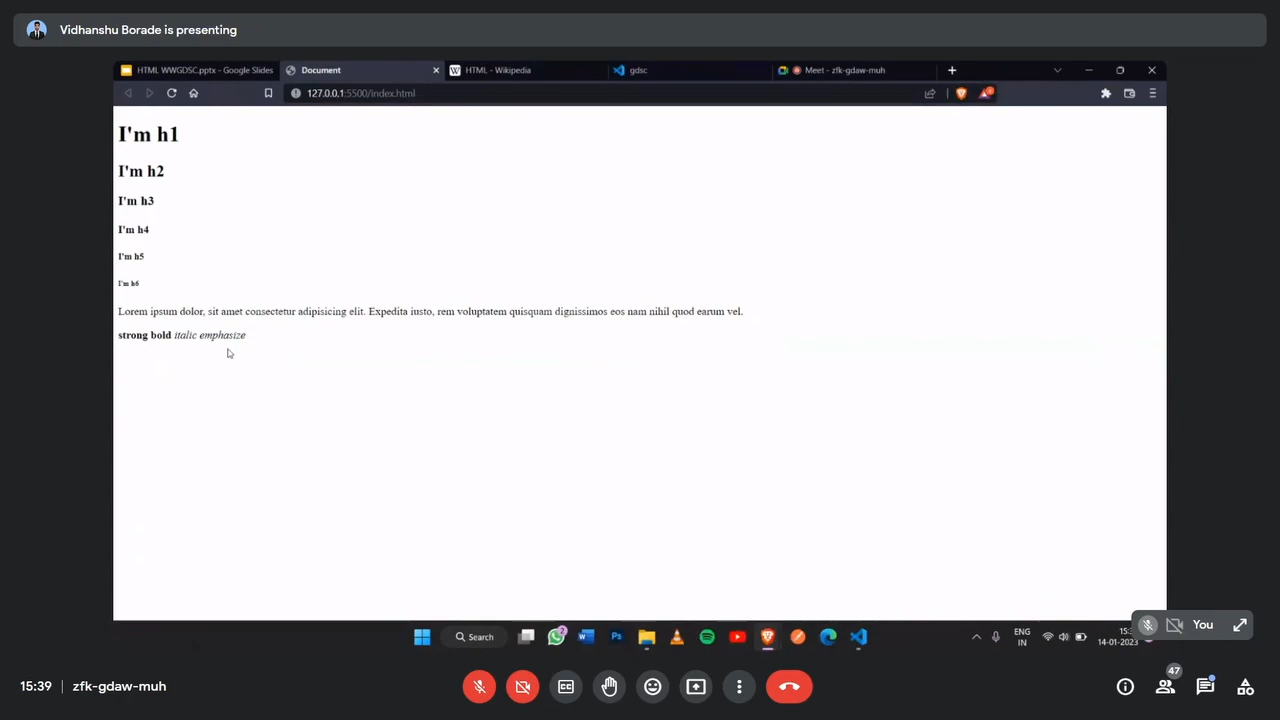 Vidhanshu Borade is presenting
HTML WWGDSC.pptx - Google Slides
Document
HTML - Wikipedia
gdsc
Meet - zfk-gdaw-muh
127.0.0.1:5500/index.html
I'm h1
I'm h2
I'm h3
I'm h4
I'm h5
I'm h6
Lorem ipsum dolor, sit amet consectetur adipisicing elit. Expedita iusto, rem voluptatem quisquam dignissimos eos nam nihil quod earum vel.
strong bold italic emphasize
Search
2
ENG
IN
14-01-2023
You
15:39 | zfk-gdaw-muh
47